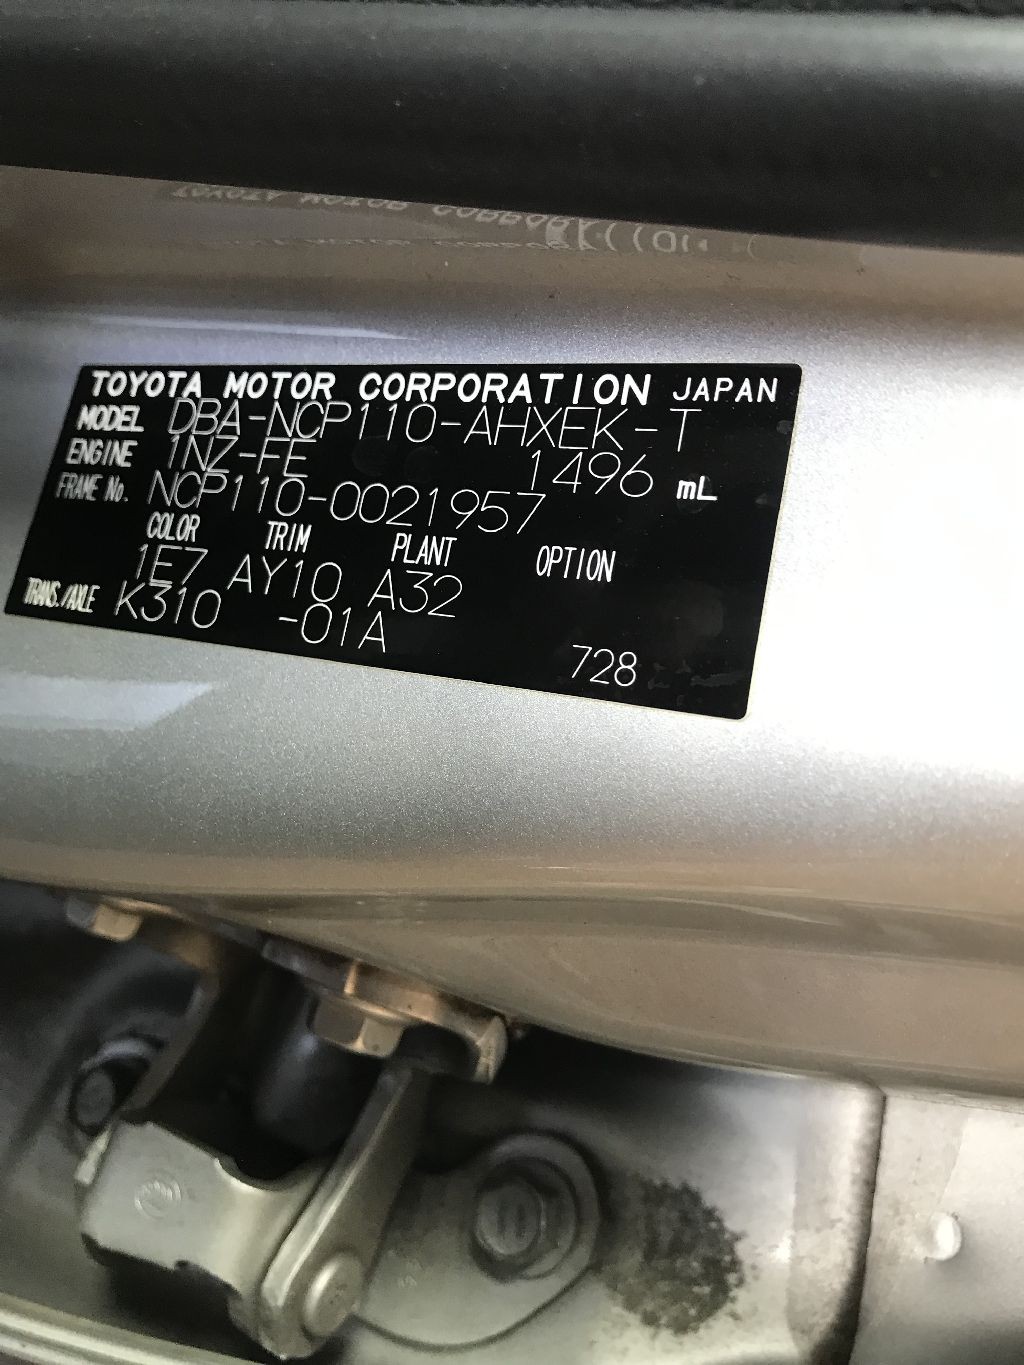 TOYOTA MOTOR CORPORATION JAPAN
MODEL DBA-NCP110-AHXEK-T
ENGINE 1NZ-FE 1496 mL
FRAME No. NCP110-0021957
COLOR TRIM PLANT OPTION
1E7 AY10 A32
TRANS./AXLE K310 -01A
728